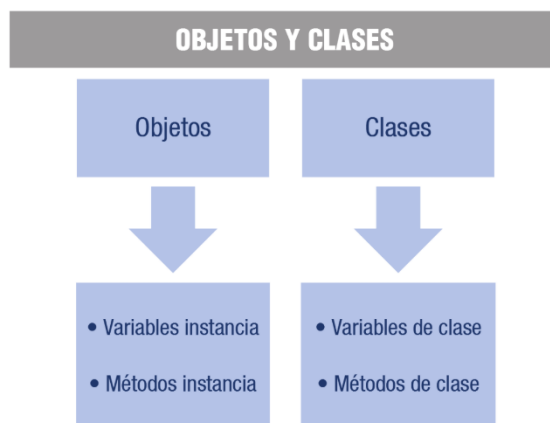 OBJETOS Y CLASES
Objetos
Clases
• Variables instancia
• Métodos instancia
• Variables de clase
• Métodos de clase